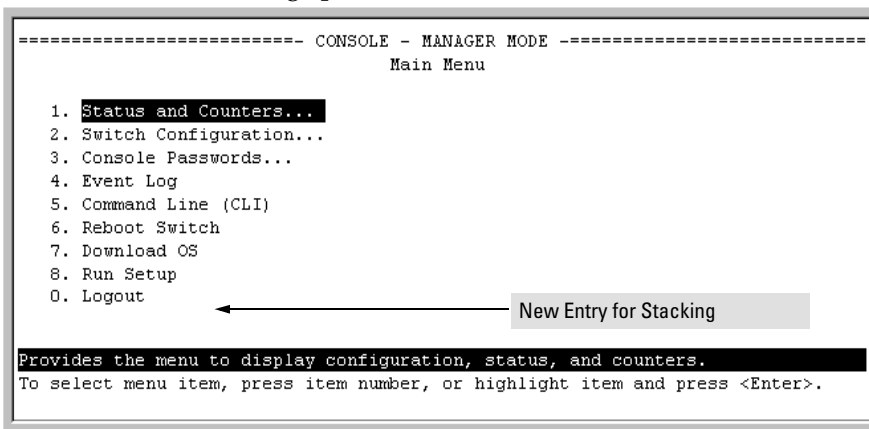 ==========================- CONSOLE - MANAGER MODE -============================
Main Menu
1. Status and Counters...
2. Switch Configuration...
3. Console Passwords...
4. Event Log
5. Command Line (CLI)
6. Reboot Switch
7. Download OS
8. Run Setup
0. Logout
New Entry for Stacking
Provides the menu to display configuration, status, and counters.
To select menu item, press item number, or highlight item and press <Enter>.